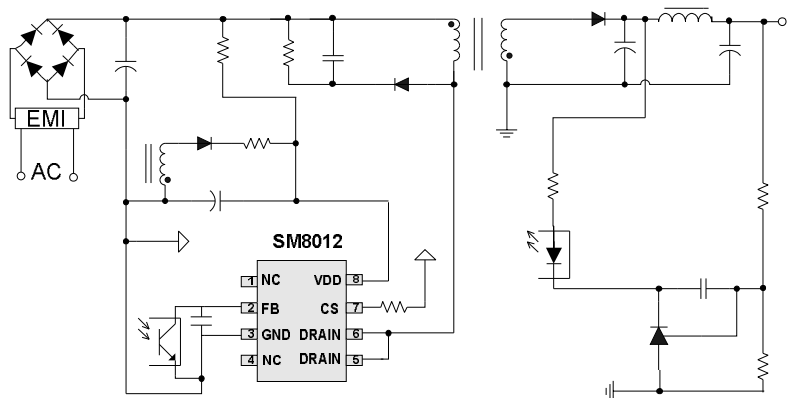 EMI
AC
SM8012
1 NC VDD 8
2 FB CS 7
3 GND DRAIN 6
4 NC DRAIN 5